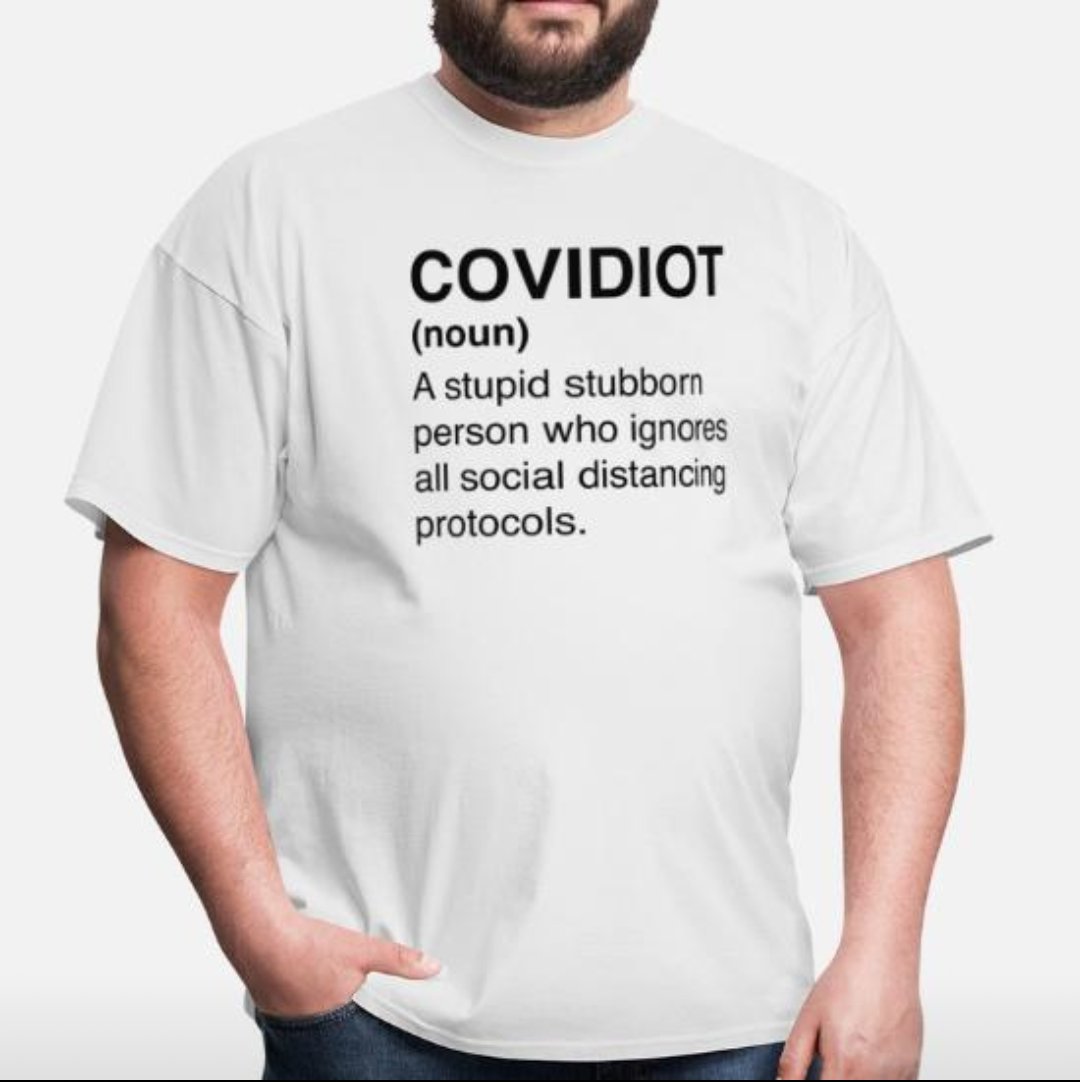 COVIDIOT
(noun)
A stupid stubborn
person who ignores
all social distancing
protocols.